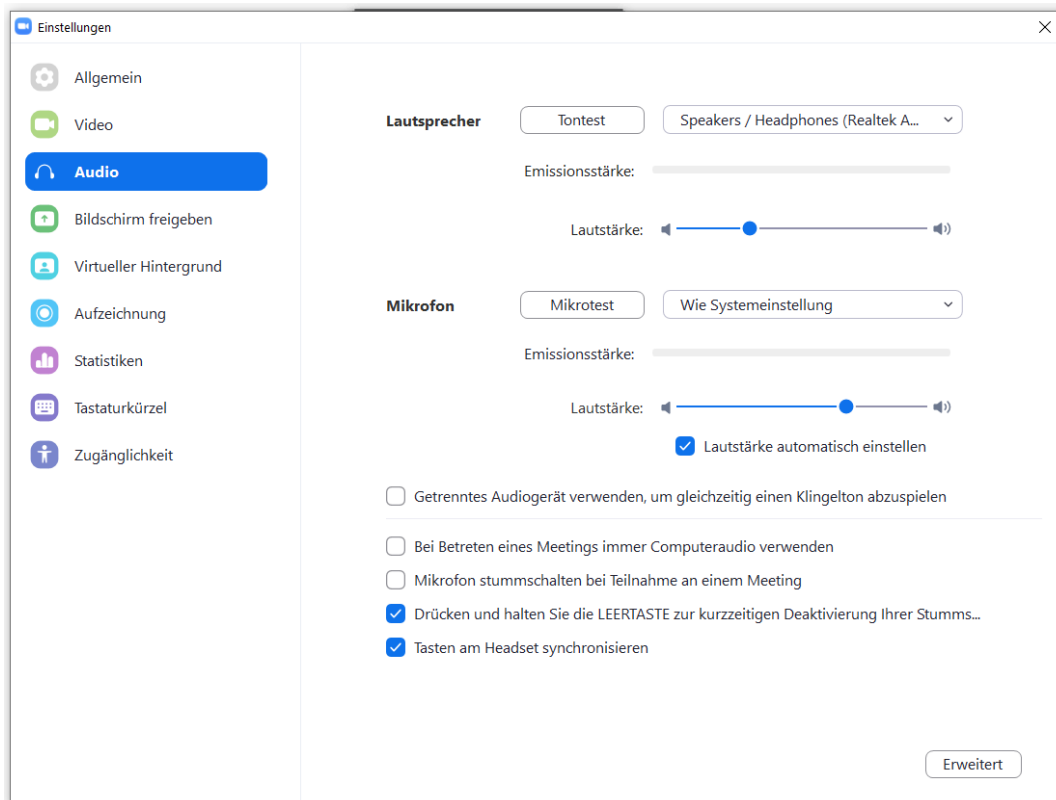 Einstellungen
Allgemein
Video
Audio
Bildschirm freigeben
Virtueller Hintergrund
Aufzeichnung
Statistiken
Tastaturkürzel
Zugänglichkeit
Lautsprecher Tontest Speakers / Headphones (Realtek A...
Emissionsstärke:
Lautstärke:
Mikrofon Mikrotest Wie Systemeinstellung
Emissionsstärke:
Lautstärke:
Lautstärke automatisch einstellen
Getrenntes Audiogerät verwenden, um gleichzeitig einen Klingelton abzuspielen
Bei Betreten eines Meetings immer Computeraudio verwenden
Mikrofon stummschalten bei Teilnahme an einem Meeting
Drücken und halten Sie die LEERTASTE zur kurzzeitigen Deaktivierung Ihrer Stumms...
Tasten am Headset synchronisieren
Erweitert